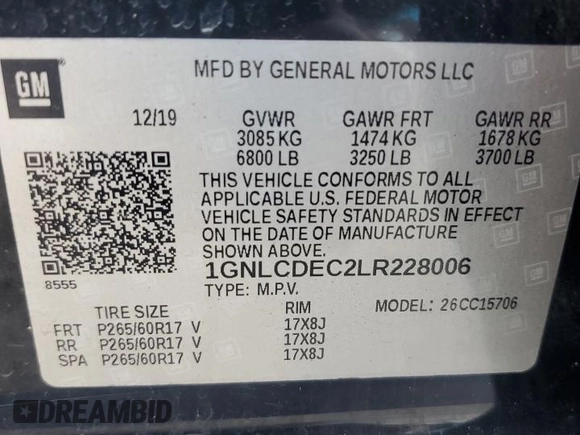 GM
MFD BY GENERAL MOTORS LLC
12/19 GVWR GAWR FRT GAWR RR
3085 KG 1474 KG 1678 KG
6800 LB 3250 LB 3700 LB
THIS VEHICLE CONFORMS TO ALL
APPLICABLE U.S. FEDERAL MOTOR
VEHICLE SAFETY STANDARDS IN EFFECT
ON THE DATE OF MANUFACTURE
SHOWN ABOVE.
8555
1GNLCDEC2LR228006
TYPE: M.P.V. MODEL: 26CC15706
TIRE SIZE RIM
FRT P265/60R17 V 17X8J
RR P265/60R17 V 17X8J
SPA P265/60R17 V 17X8J
DREAMBID